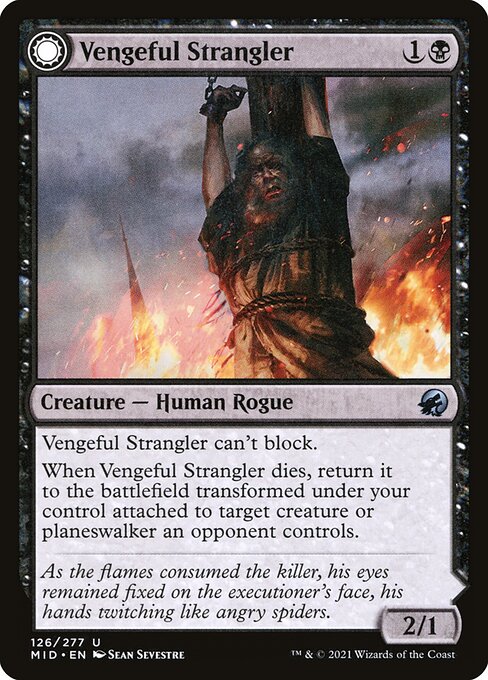 Vengeful Strangler 1
Creature — Human Rogue
Vengeful Strangler can't block.
When Vengeful Strangler dies, return it
to the battlefield transformed under your
control attached to target creature or
planeswalker an opponent controls.
As the flames consumed the killer, his eyes
remained fixed on the executioner's face, his
hands twitching like angry spiders.
2/1
126/277 U
MID • EN Sean Sevestre
™ & © 2021 Wizards of the Coast